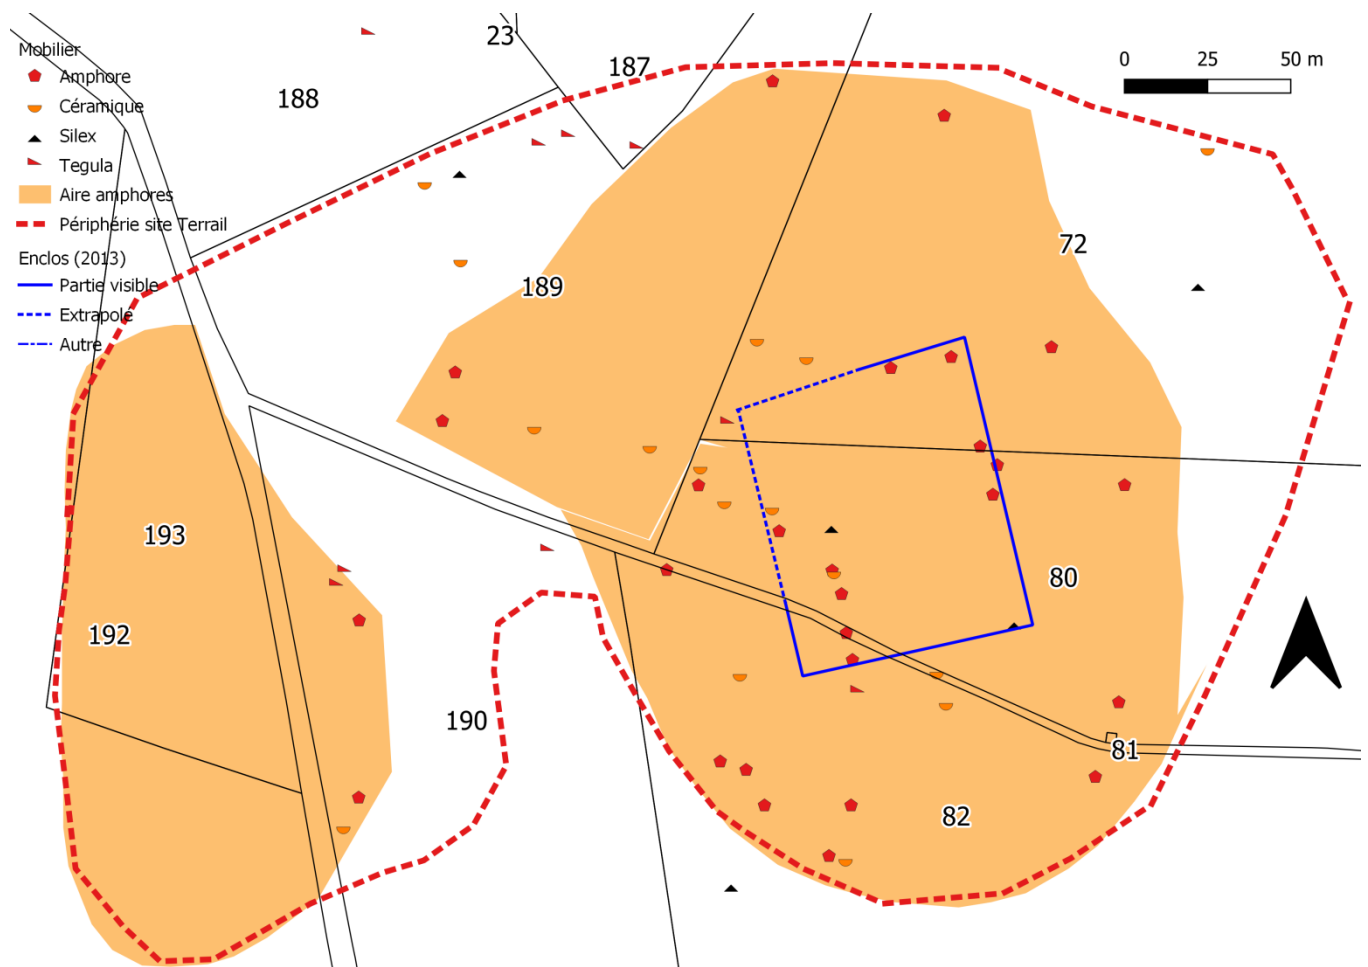 Mobilier
Amphore
Céramique
Silex
Tegula
Aire amphores
Périphérie site Terrail
Enclos (2013)
Partie visible
Extrapolé
Autre
23
187
188
0 25 50 m
72
189
193
80
192
190
81
82